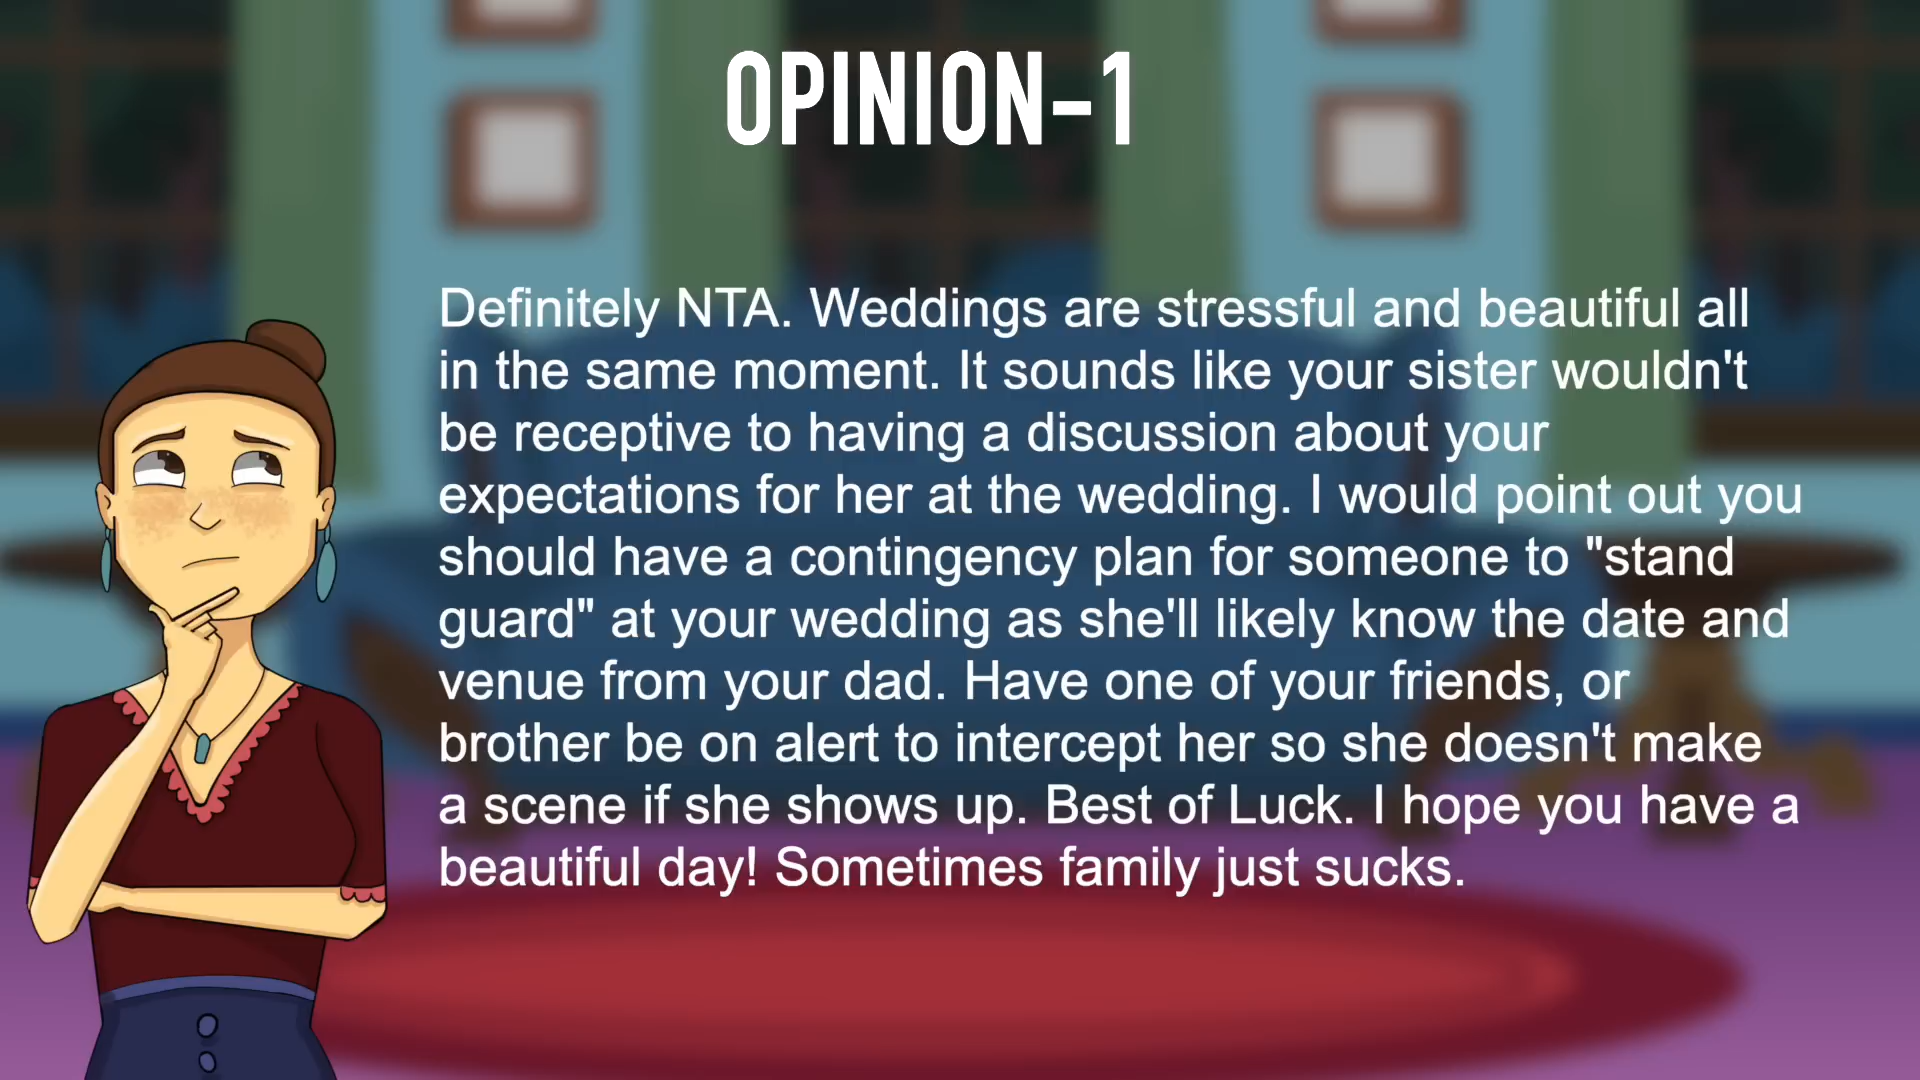 OPINION-1
Definitely NTA. Weddings are stressful and beautiful all
in the same moment. It sounds like your sister wouldn't
be receptive to having a discussion about your
expectations for her at the wedding. I would point out you
should have a contingency plan for someone to "stand
guard" at your wedding as she'll likely know the date and
venue from your dad. Have one of your friends, or
brother be on alert to intercept her so she doesn't make
a scene if she shows up. Best of Luck. I hope you have a
beautiful day! Sometimes family just sucks.